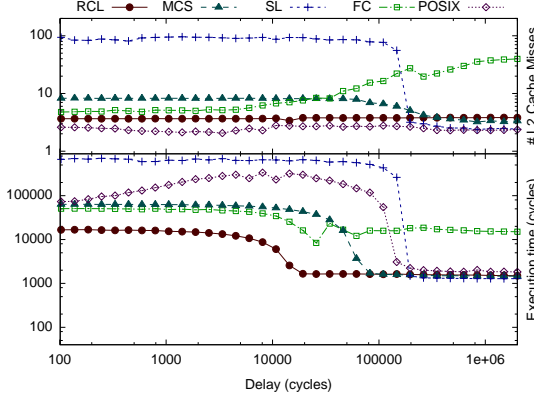 RCL MCS SL FC POSIX
100
10
1
# L2 Cache Misses
100000
10000
1000
100
Execution time (cycles)
100 1000 10000 100000 1e+06
Delay (cycles)